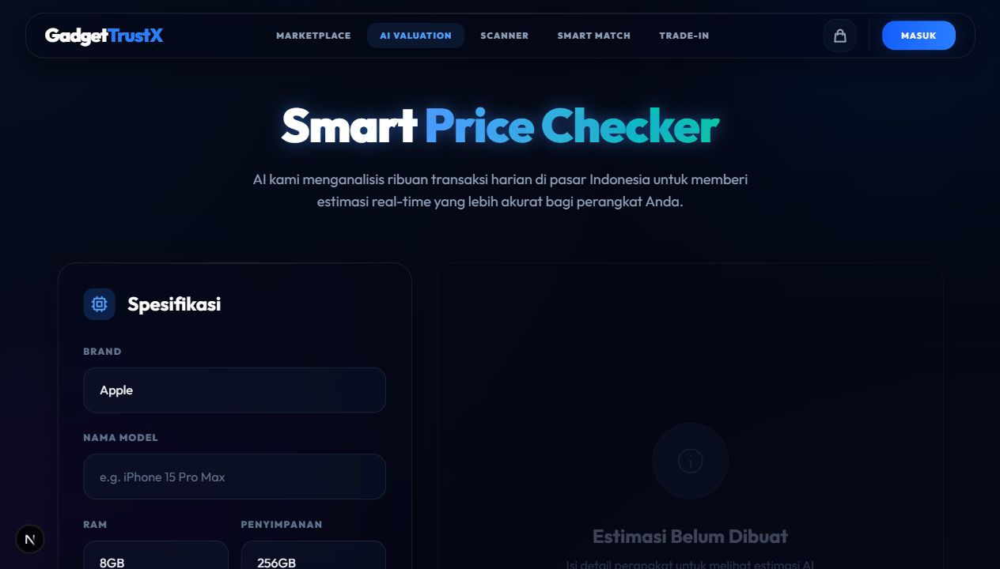 GadgetTrustX
MARKETPLACE
AI VALUATION
SCANNER
SMART MATCH
TRADE-IN
MASUK
Smart Price Checker
AI kami menganalisis ribuan transaksi harian di pasar Indonesia untuk memberi
estimasi real-time yang lebih akurat bagi perangkat Anda.
Spesifikasi
BRAND
Apple
NAMA MODEL
e.g. iPhone 15 Pro Max
RAM
PENYIMPANAN
8GB
256GB
N
Estimasi Belum Dibuat
Isi detail perangkat untuk melihat estimasi AI